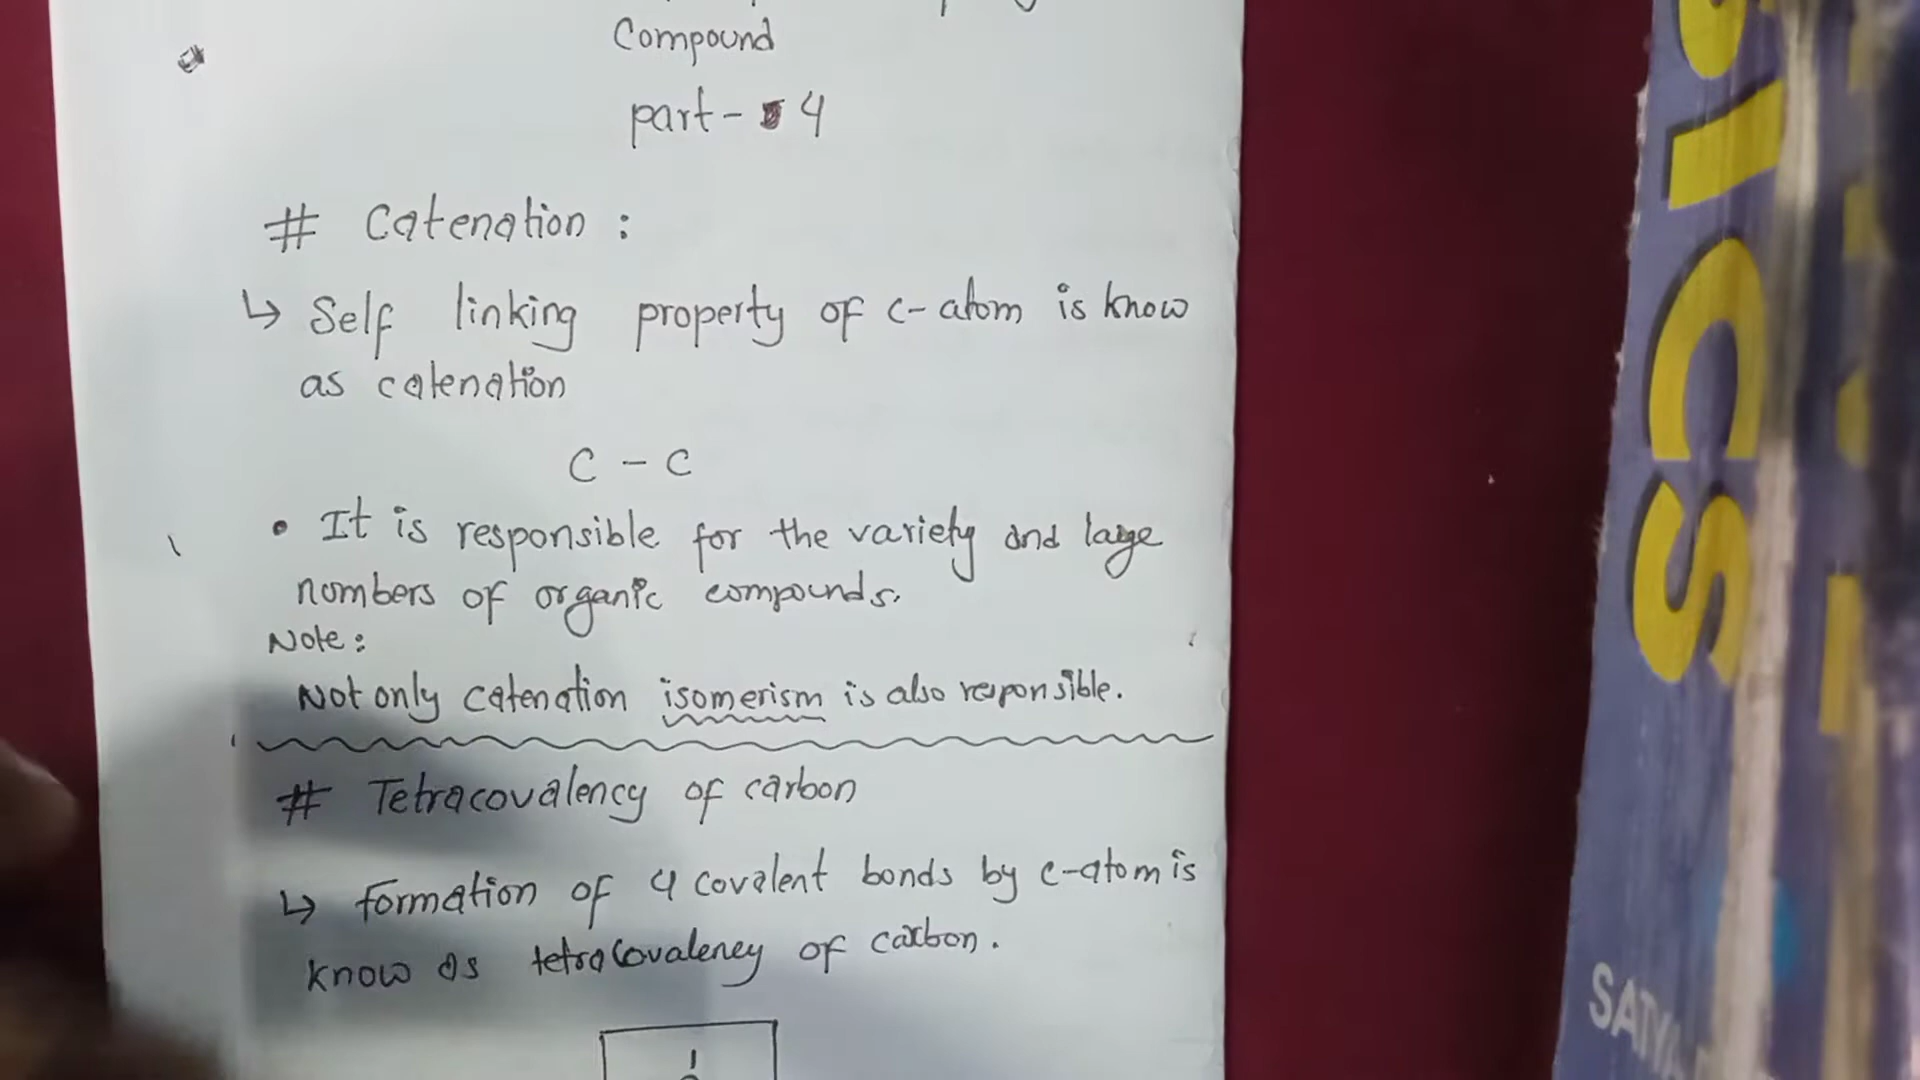 Compound
part- 4
# Catenation :
↳ Self linking property of c-atom is know
as catenation
C - C
• It is responsible for the variety and large
numbers of organic compounds.
Note:
Not only catenation isomerism is also responsible.
# Tetracovalency of carbon
↳ formation of 4 covalent bonds by c-atom is
know as tetracovalency of carbon.
SICS